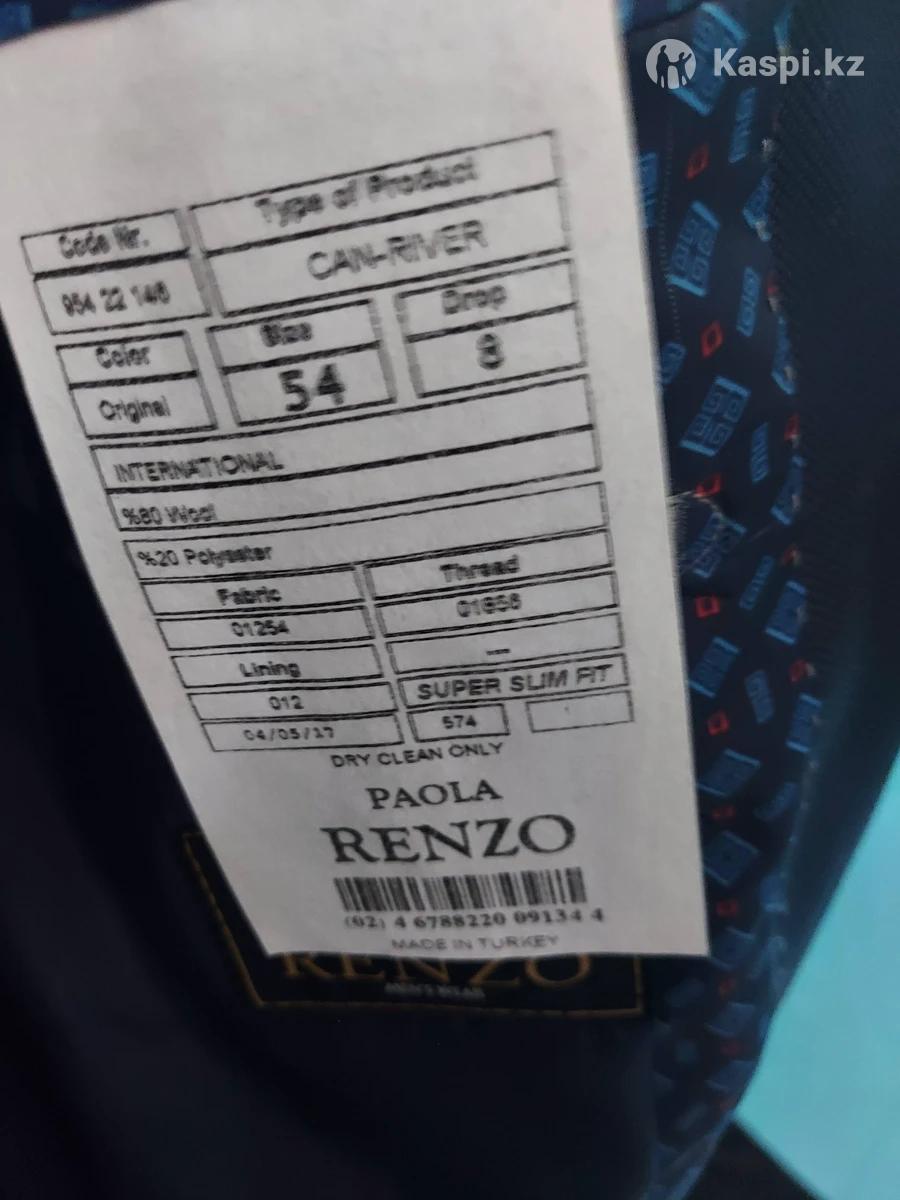 Kaspi.kz
Code Nr.
Type of Product
954 22 146
CAN-RIVER
Color
Size
Drop
Original
54
8
INTERNATIONAL
%80 Wool
%20 Polyester
Fabric
Thread
01254
Lining
---
012
SUPER SLIM FIT
04/05/17
574
DRY CLEAN ONLY
PAOLA
RENZO
(02) 4 6788220 09134 4
MADE IN TURKEY
RENZO
MEN'S WEAR